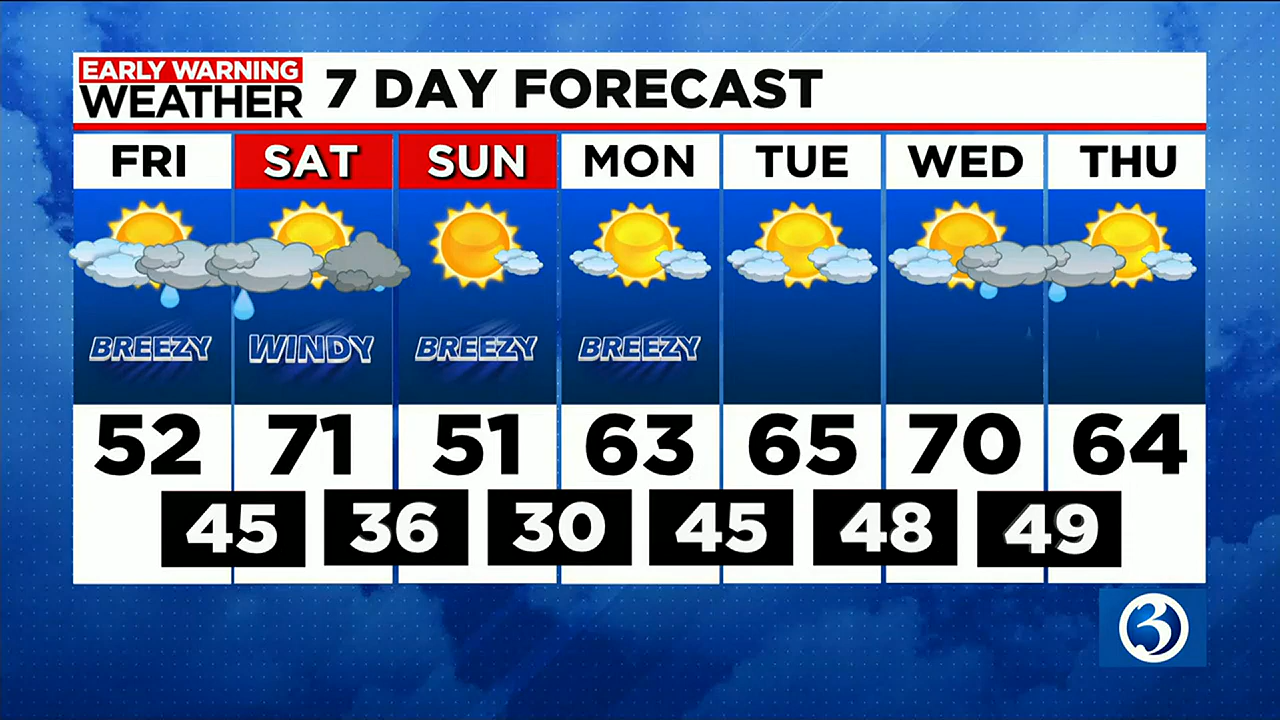 EARLY WARNING
WEATHER
7 DAY FORECAST
FRI SAT SUN MON TUE WED THU
BREEZY WINDY BREEZY BREEZY
52 71 51 63 65 70 64
45 36 30 45 48 49
3